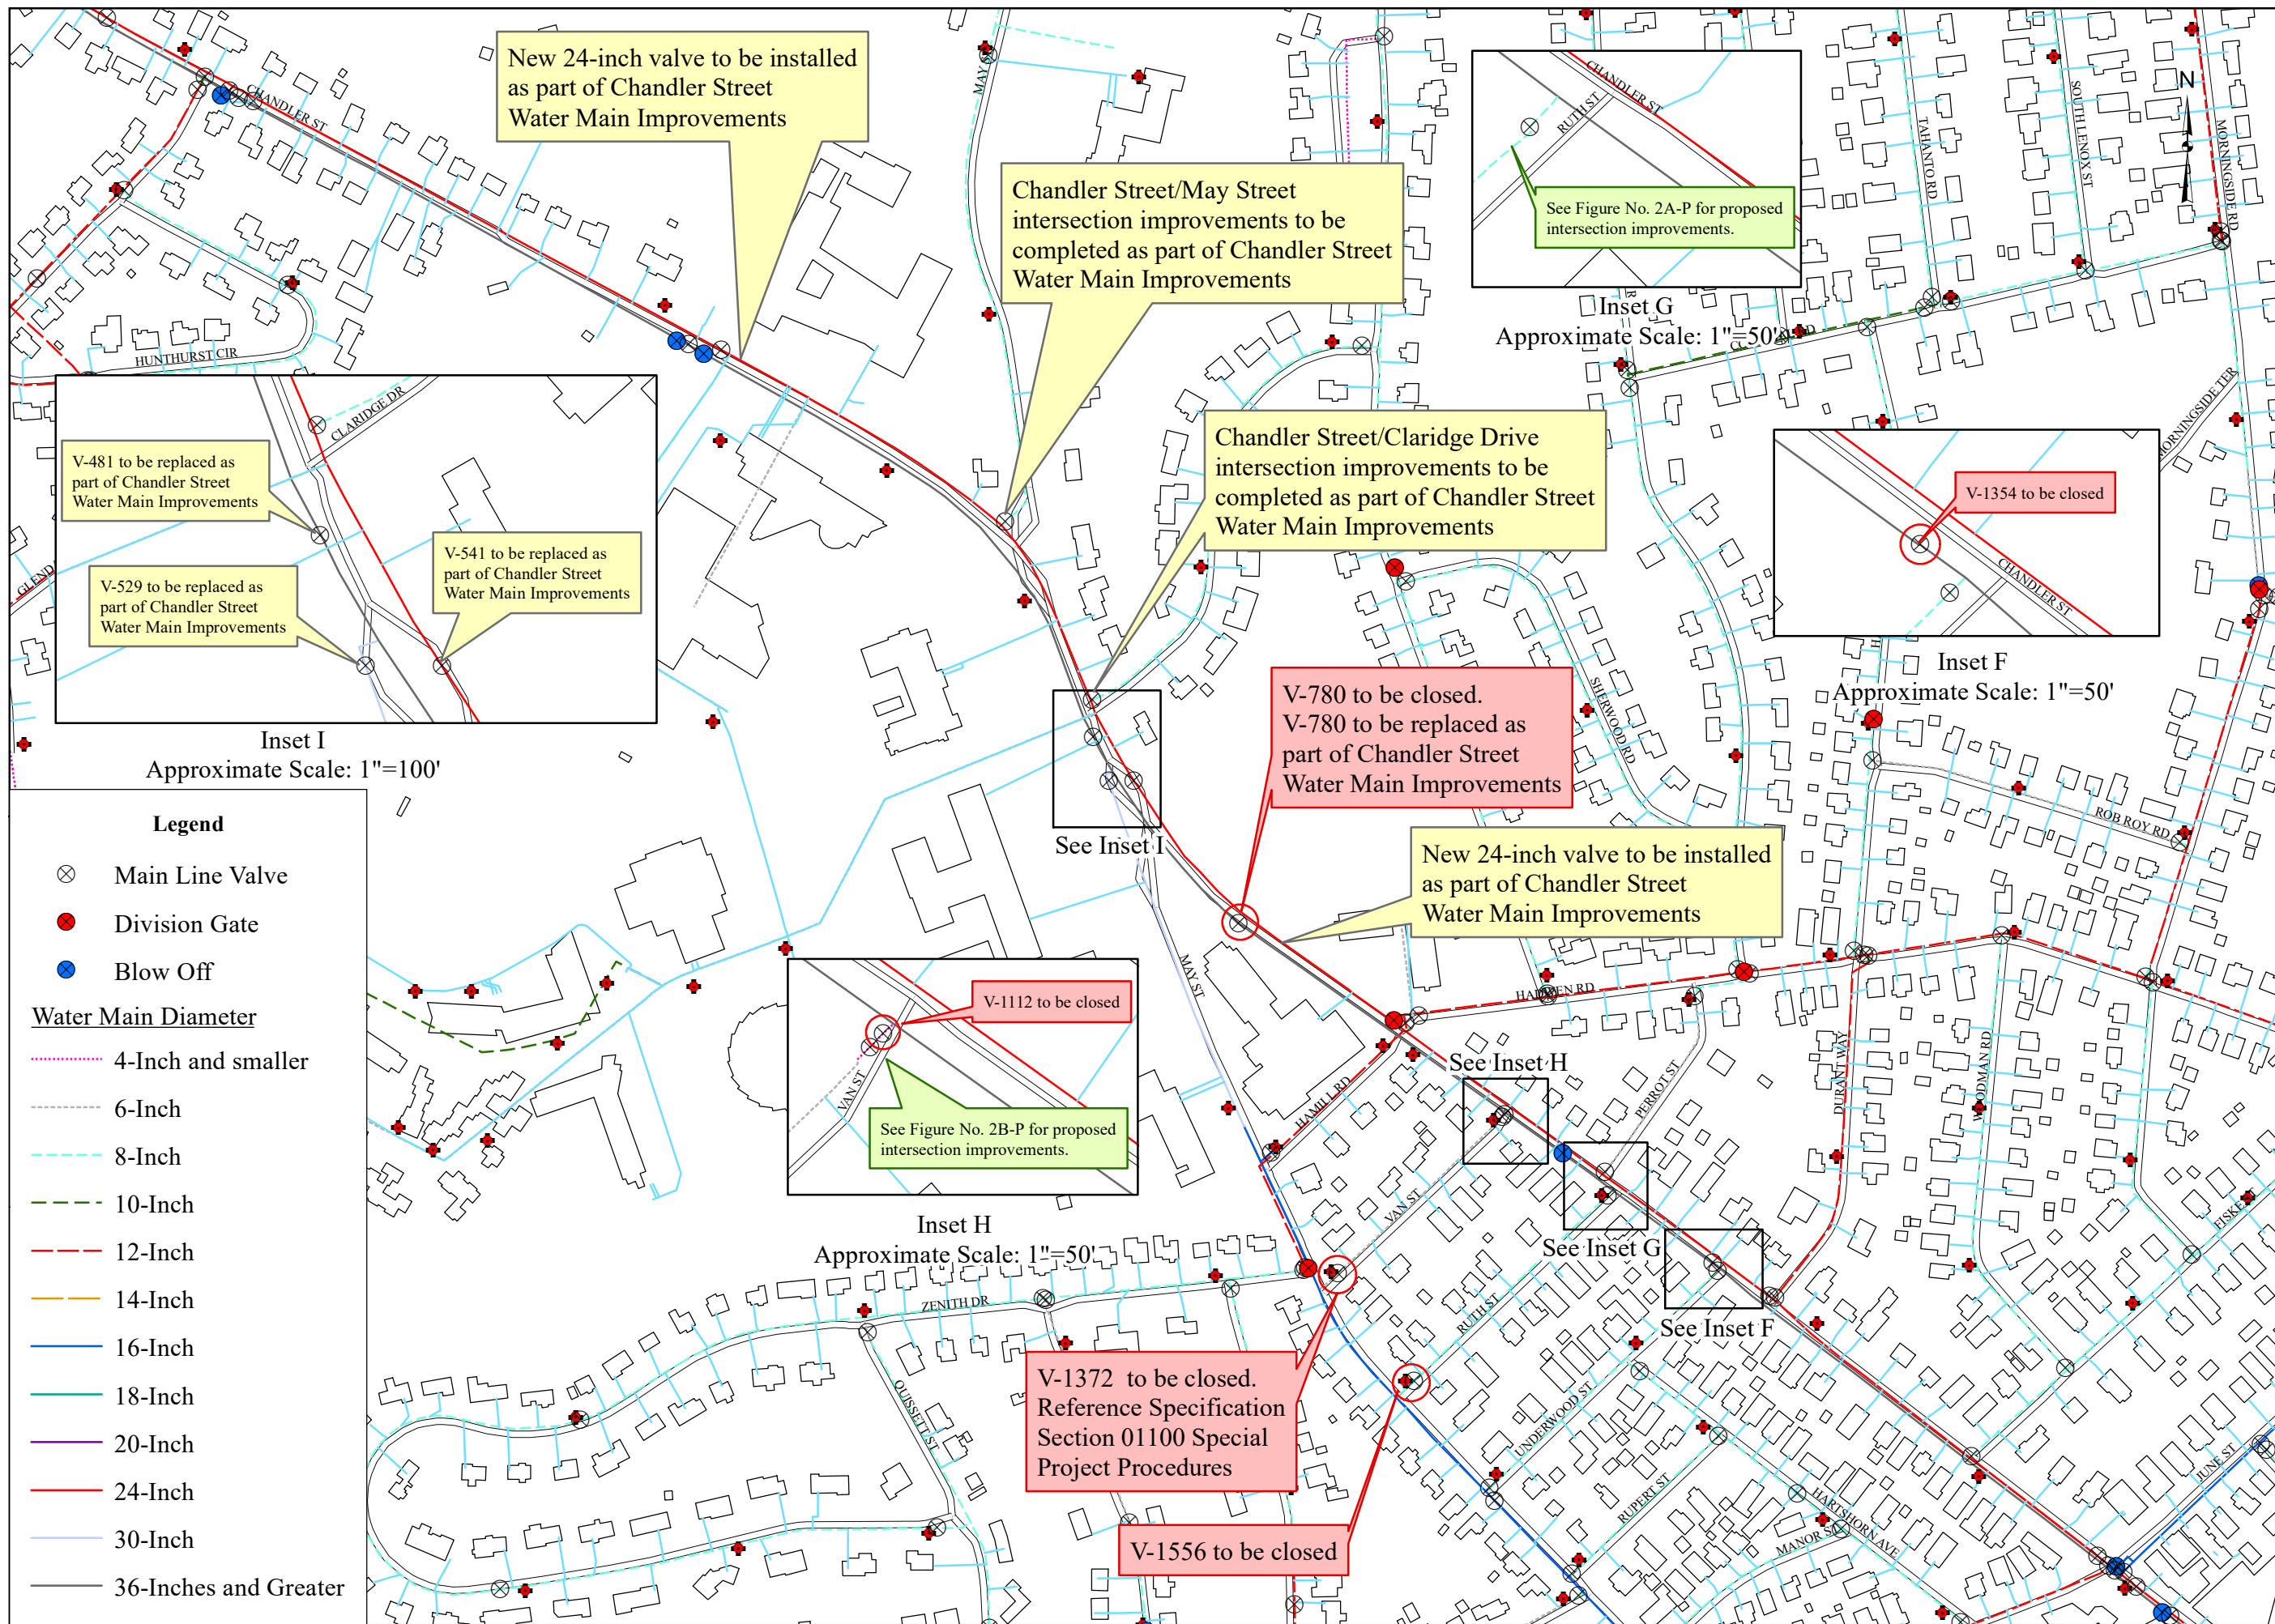 New 24-inch valve to be installed
as part of Chandler Street
Water Main Improvements
Chandler Street/May Street
intersection improvements to be
completed as part of Chandler Street
Water Main Improvements
CHANDLER ST
RUTH ST
See Figure No. 2A-P for proposed
intersection improvements.
Inset G
Approximate Scale: 1"=50'
CHANDLER ST
MAY ST
TAHANTO RD
SOUTH LENOX ST
MORNINGSIDE RD
N
HUNTHURST CIR
MORNINGSIDE TER
CLARIDGE DR
V-481 to be replaced as
part of Chandler Street
Water Main Improvements
V-529 to be replaced as
part of Chandler Street
Water Main Improvements
V-541 to be replaced as
part of Chandler Street
Water Main Improvements
Inset I
Approximate Scale: 1"=100'
GLEND
Chandler Street/Claridge Drive
intersection improvements to be
completed as part of Chandler Street
Water Main Improvements
V-1354 to be closed
CHANDLER ST
Inset F
Approximate Scale: 1"=50'
V-780 to be closed.
V-780 to be replaced as
part of Chandler Street
Water Main Improvements
SHERWOOD RD
ROB ROY RD
See Inset I
New 24-inch valve to be installed
as part of Chandler Street
Water Main Improvements
MAY ST
HADWEN RD
V-1112 to be closed
VAN ST
See Figure No. 2B-P for proposed
intersection improvements.
Inset H
Approximate Scale: 1"=50'
See Inset H
HAMILL RD
PERROT ST
DURANT WAY
WOODMAN RD
VAN ST
FISKE ST
See Inset G
See Inset F
ZENITH DR
RUTH ST
QUISSETT ST
V-1372 to be closed.
Reference Specification
Section 01100 Special
Project Procedures
V-1556 to be closed
UNDERWOOD ST
RUPERT ST
HARTSHORN AVE
MANOR ST
JUNE ST
Legend
Main Line Valve
Division Gate
Blow Off
Water Main Diameter
4-Inch and smaller
6-Inch
8-Inch
10-Inch
12-Inch
14-Inch
16-Inch
18-Inch
20-Inch
24-Inch
30-Inch
36-Inches and Greater